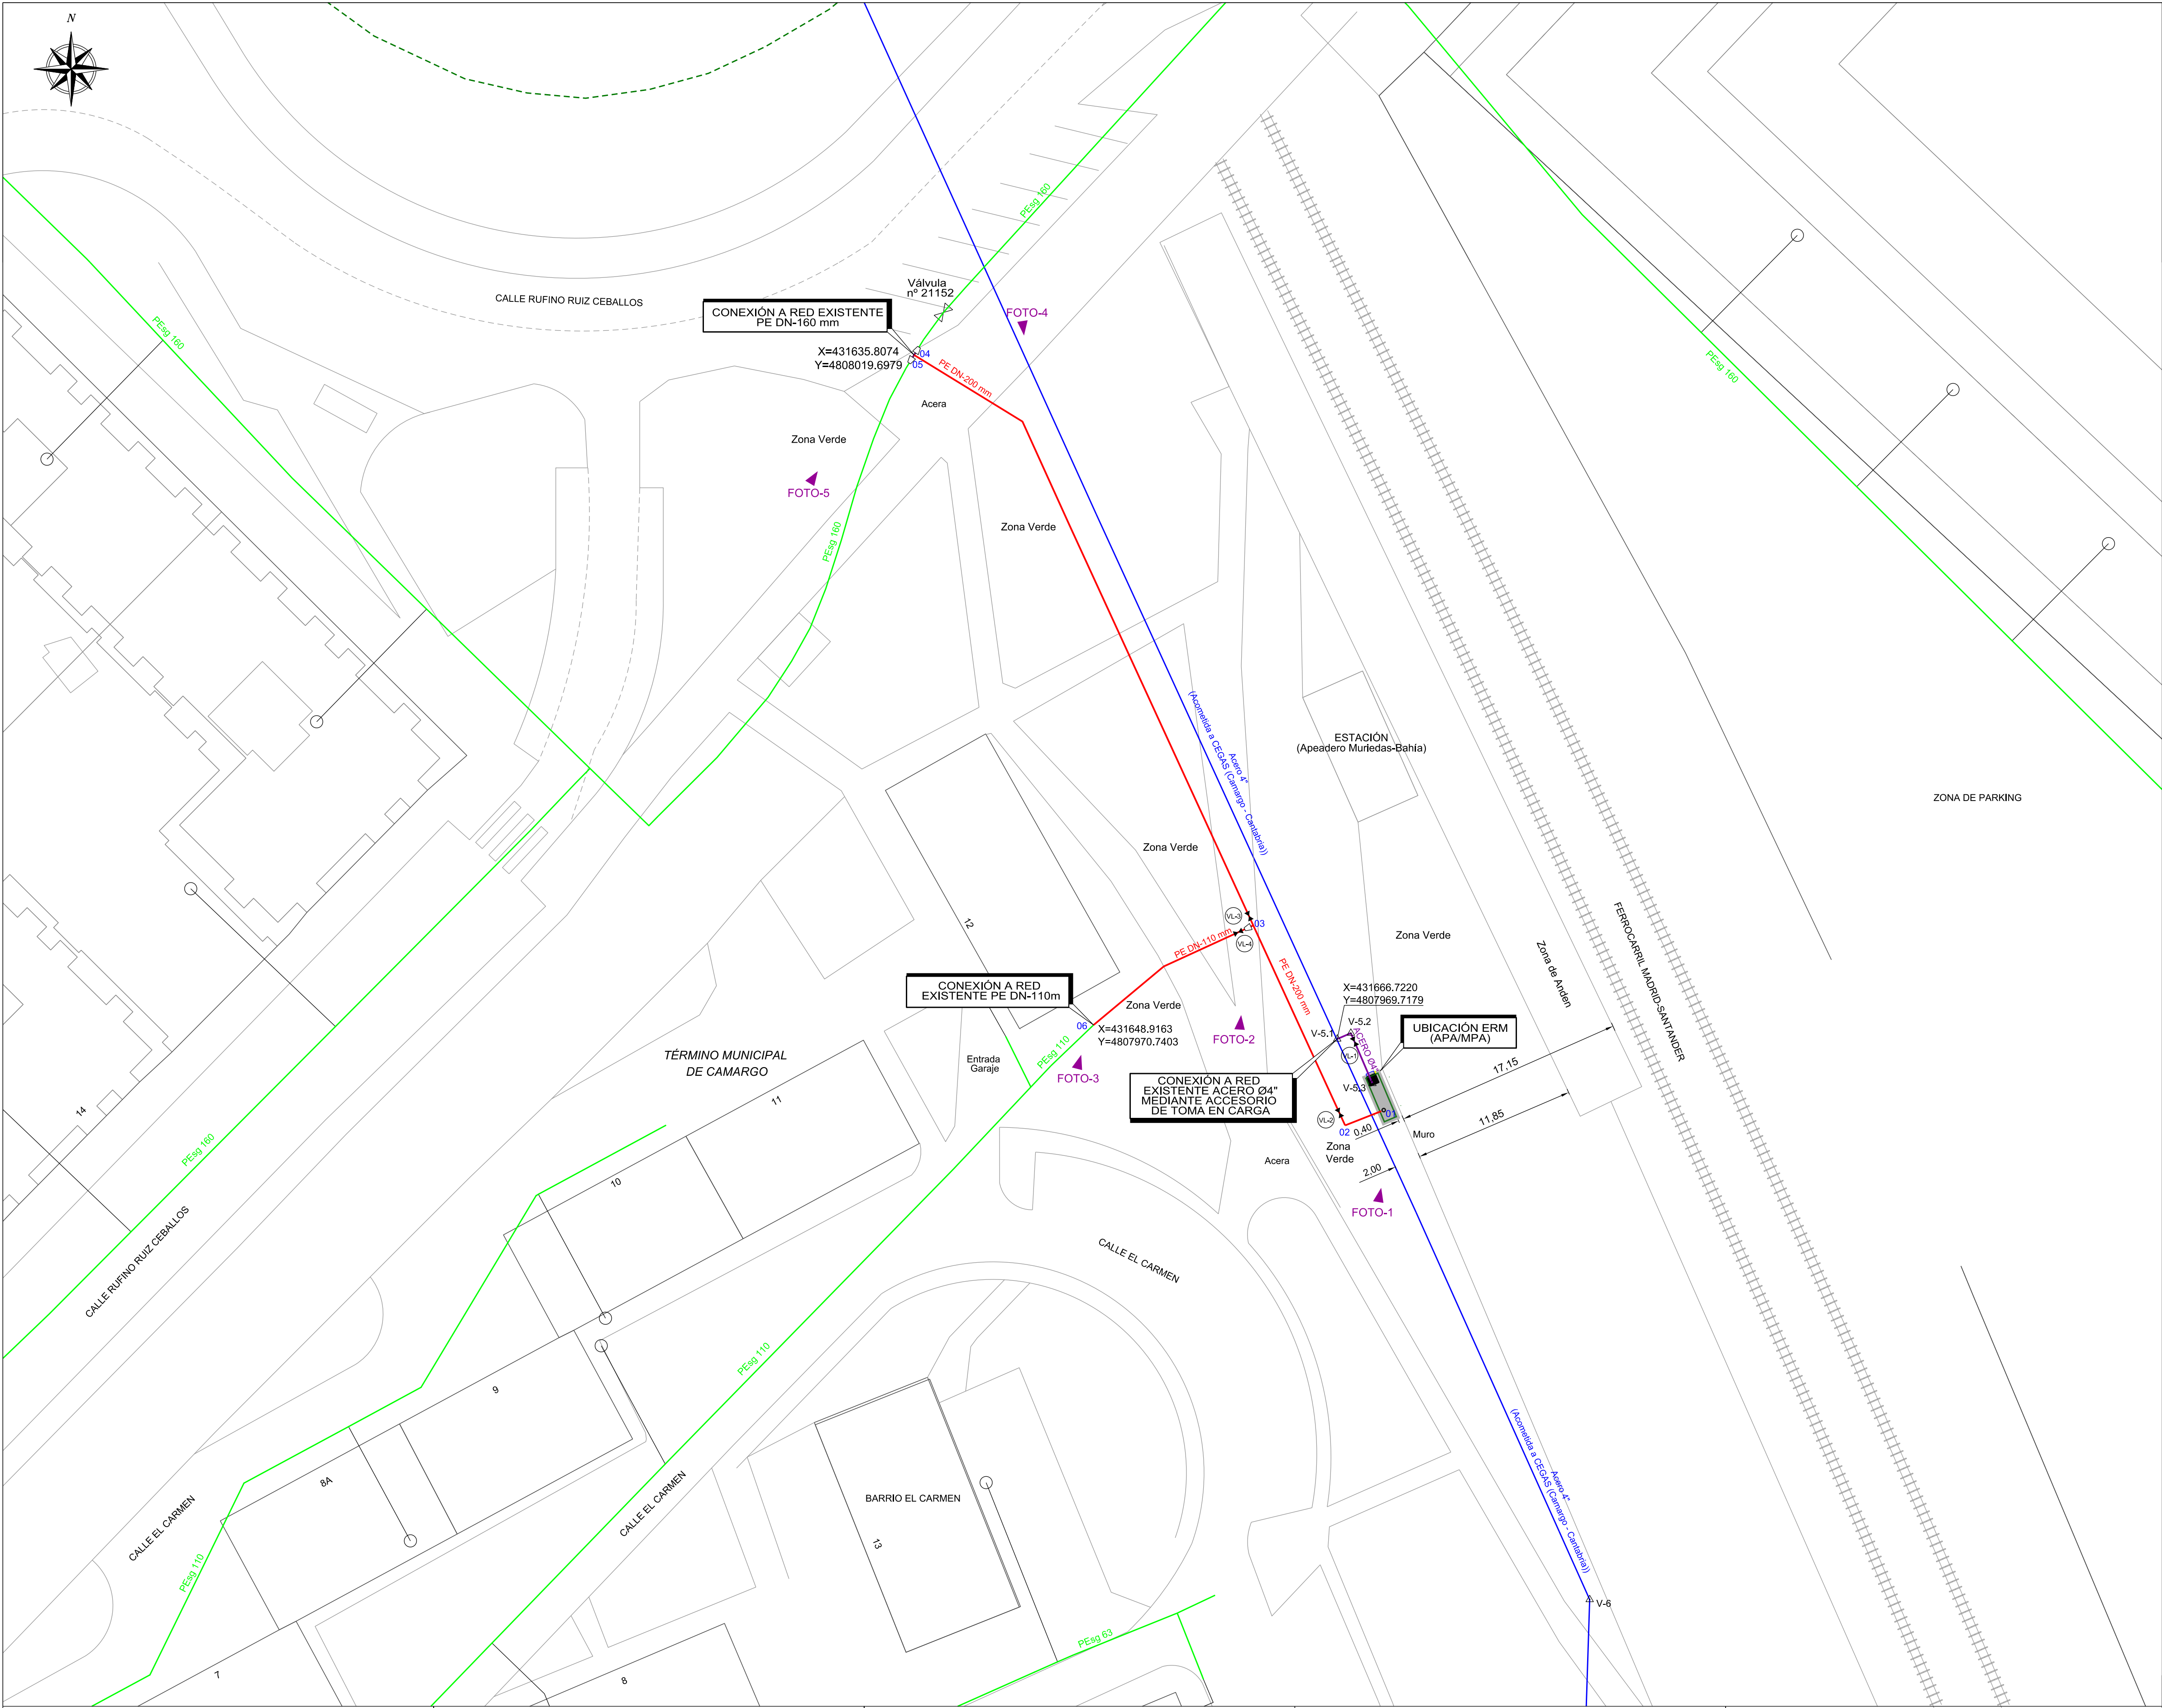 N
PEsg 160
CALLE RUFINO RUIZ CEBALLOS
Válvula
nº 21152
CONEXIÓN A RED EXISTENTE
PE DN-160 mm
FOTO-4
X=431635.8074
Y=4808019.6979
04
05
PE DN-200 mm
PEsg 160
PEsg 160
Acera
Zona Verde
FOTO-5
Zona Verde
PEsg 160
Acero 4"
(Acometida a CEGAS (Camargo - Cantabria))
ESTACIÓN
(Apeadero Muriedas-Bahía)
ZONA DE PARKING
Zona Verde
12
VL-3
03
VL-4
PE DN-110 mm
Zona Verde
Zona de Anden
FERROCARRIL MADRID-SANTANDER
PE DN-200 mm
CONEXIÓN A RED
EXISTENTE PE DN-110m
Zona Verde
06
X=431648.9163
Y=4807970.7403
X=431666.7220
Y=4807969.7179
V-5.2
V-5.1
VL-1
ACERO Ø4"
UBICACIÓN ERM
(APA/MPA)
FOTO-2
TÉRMINO MUNICIPAL
DE CAMARGO
Entrada
Garaje
PEsg 110
FOTO-3
CONEXIÓN A RED
EXISTENTE ACERO Ø4"
MEDIANTE ACCESORIO
DE TOMA EN CARGA
V-5.3
17,15
11,85
VL-2
01
02
0.40
Muro
Zona
Verde
2.00
Acera
FOTO-1
14
11
10
PEsg 160
CALLE RUFINO RUIZ CEBALLOS
CALLE EL CARMEN
PEsg 110
9
8A
CALLE EL CARMEN
CALLE EL CARMEN
BARRIO EL CARMEN
13
PEsg 110
Acero 4"
(Acometida a CEGAS (Camargo - Cantabria))
V-6
PEsg 63
7
8